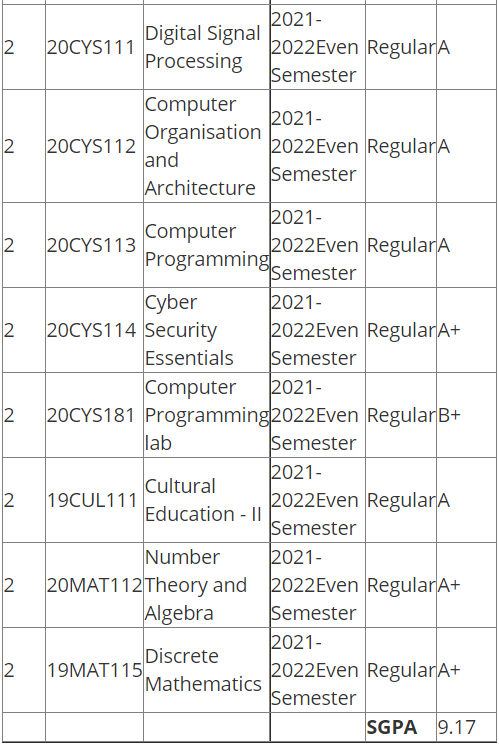 2 20CYS111 Digital Signal Processing 2021-2022Even Semester Regular A
2 20CYS112 Computer Organisation and Architecture 2021-2022Even Semester Regular A
2 20CYS113 Computer Programming 2021-2022Even Semester Regular A
2 20CYS114 Cyber Security Essentials 2021-2022Even Semester Regular A+
2 20CYS181 Computer Programming lab 2021-2022Even Semester Regular B+
2 19CUL111 Cultural Education - II 2021-2022Even Semester Regular A
2 20MAT112 Number Theory and Algebra 2021-2022Even Semester Regular A+
2 19MAT115 Discrete Mathematics 2021-2022Even Semester Regular A+
SGPA 9.17